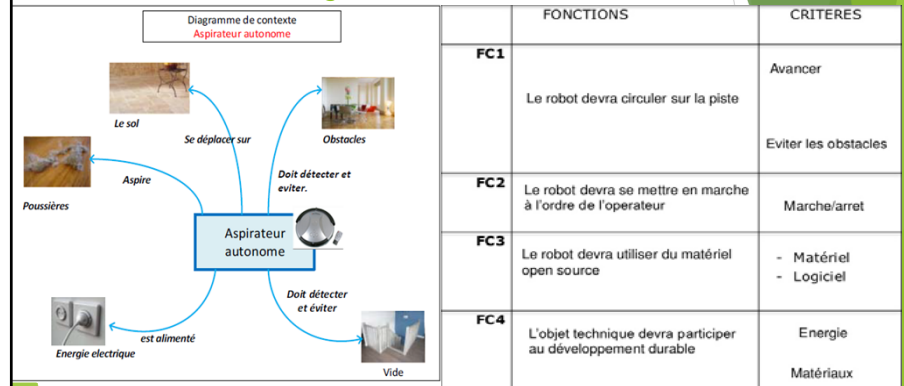 Diagramme de contexte
Aspirateur autonome
Le sol
Se déplacer sur
Obstacles
Aspire
Doit détecter et
eviter.
Poussières
Aspirateur
autonome
Doit détecter
et éviter
est alimenté
Energie electrique
Vide
FONCTIONS
CRITERES
FC1
Le robot devra circuler sur la piste
Avancer
Eviter les obstacles
FC2
Le robot devra se mettre en marche
à l'ordre de l'operateur
Marche/arret
FC3
Le robot devra utiliser du matériel
open source
- Matériel
- Logiciel
FC4
L'objet technique devra participer
au développement durable
Energie
Matériaux